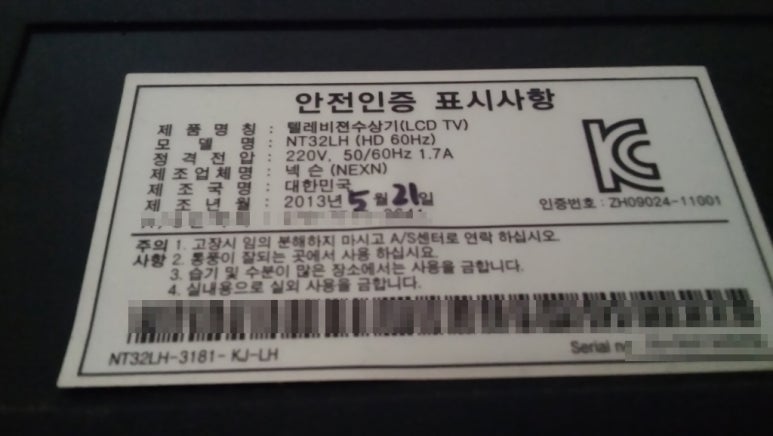 안전인증 표시사항
제 품 명 칭 : 텔레비젼수상기(LCD TV)
모 델 명 : NT32LH (HD 60Hz)
정 격 전 압 : 220V, 50/60Hz 1.7A
제 조 업 체 명 : 넥 슨 (NEXN)
제 조 국 명 : 대한민국
제 조 년 월 : 2013년 5 월 21일
KC
인증번호 : ZH09024-11001
주의 1. 고장시 임의 분해하지 마시고 A/S센터로 연락 하십시오.
사항 2. 통풍이 잘되는 곳에서 사용 하십시요.
3. 습기 및 수분이 많은 장소에서는 사용을 금합니다.
4. 실내용으로 실외 사용을 금합니다.
NT32LH-3181- KJ-LH
Serial